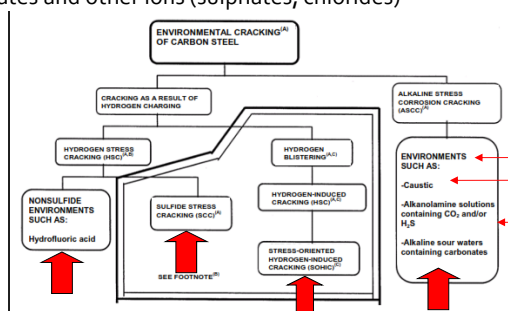 ates and other ions (sulphates, chlorides)
ENVIRONMENTAL CRACKING(A)
OF CARBON STEEL
CRACKING AS A RESULT OF
HYDROGEN CHARGING
ALKALINE STRESS
CORROSION CRACKING
(ASCC)(A)
HYDROGEN STRESS
CRACKING (HSC)(A,B)
HYDROGEN
BLISTERING(A,C)
ENVIRONMENTS
SUCH AS:
-Caustic
-Alkanolamine solutions
containing CO₂ and/or
H₂S
-Alkaline sour waters
containing carbonates
NONSULFIDE
ENVIRONMENTS
SUCH AS:
Hydrofluoric acid
SULFIDE STRESS
CRACKING (SCC)(A)
HYDROGEN-INDUCED
CRACKING (HSC)(A,C)
STRESS-ORIENTED
HYDROGEN-INDUCED
CRACKING (SOHIC)(C)
SEE FOOTNOTE(B)